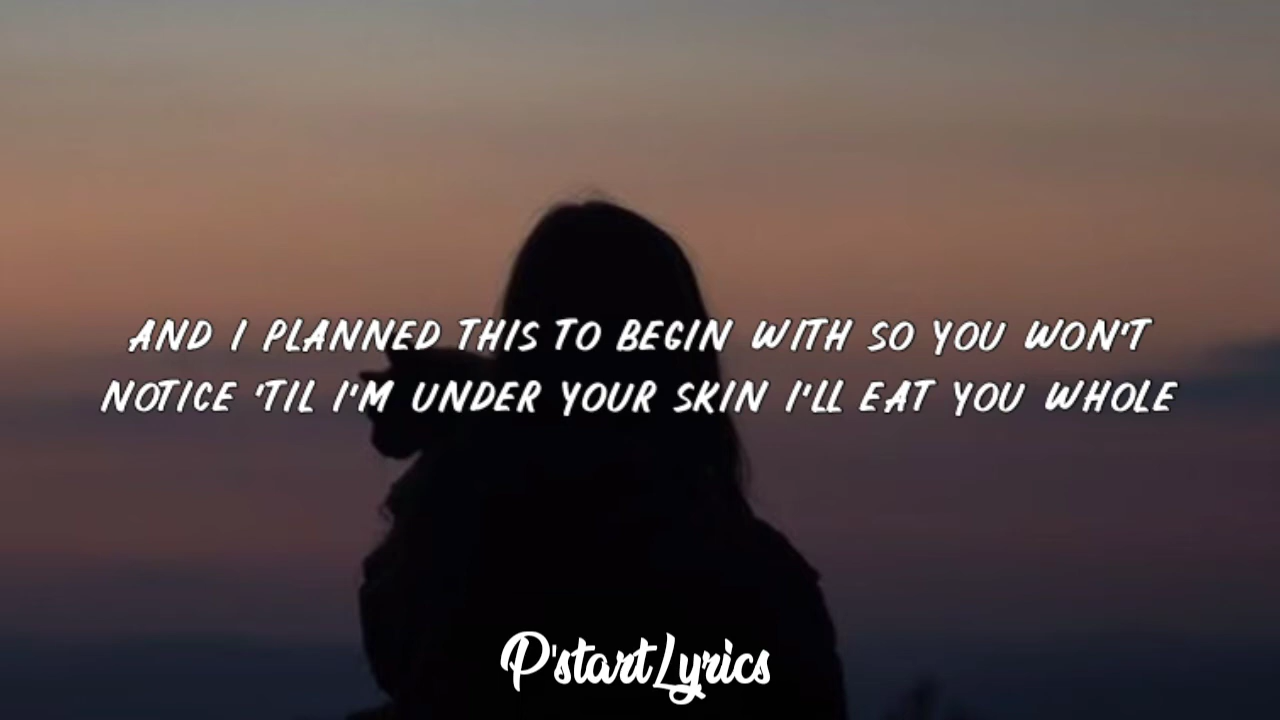 AND I PLANNED THIS TO BEGIN WITH SO YOU WON'T
NOTICE 'TIL I'M UNDER YOUR SKIN I'LL EAT YOU WHOLE
P'startLyrics